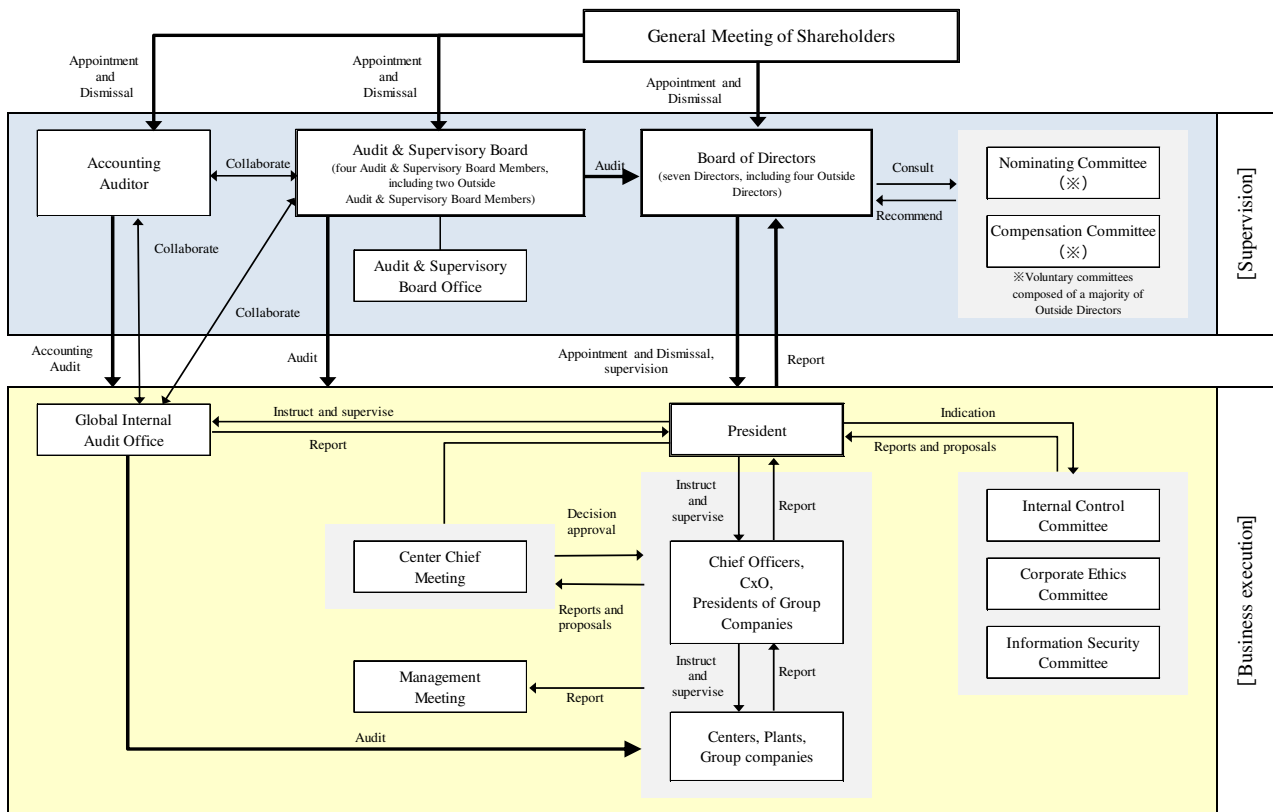 General Meeting of Shareholders
Appointment
and
Dismissal
Appointment
and
Dismissal
Appointment and
Dismissal
Accounting
Auditor
Collaborate
Audit & Supervisory Board
(four Audit & Supervisory Board Members,
including two Outside
Audit & Supervisory Board Members)
Audit
Board of Directors
(seven Directors, including four Outside
Directors)
Consult
Recommend
Nominating Committee
(※)
Compensation Committee
(※)
※Voluntary committees
composed of a majority of
Outside Directors
[Supervision]
Collaborate
Audit & Supervisory
Board Office
Collaborate
Accounting
Audit
Audit
Appointment and Dismissal,
supervision
Report
Global Internal
Audit Office
Instruct and supervise
Report
President
Indication
Reports and proposals
Instruct
and
supervise
Report
Internal Control
Committee
Corporate Ethics
Committee
Information Security
Committee
[Business execution]
Center Chief
Meeting
Decision
approval
Reports and
proposals
Chief Officers,
CxO,
Presidents of Group
Companies
Instruct
and
supervise
Report
Management
Meeting
Report
Centers, Plants,
Group companies
Audit